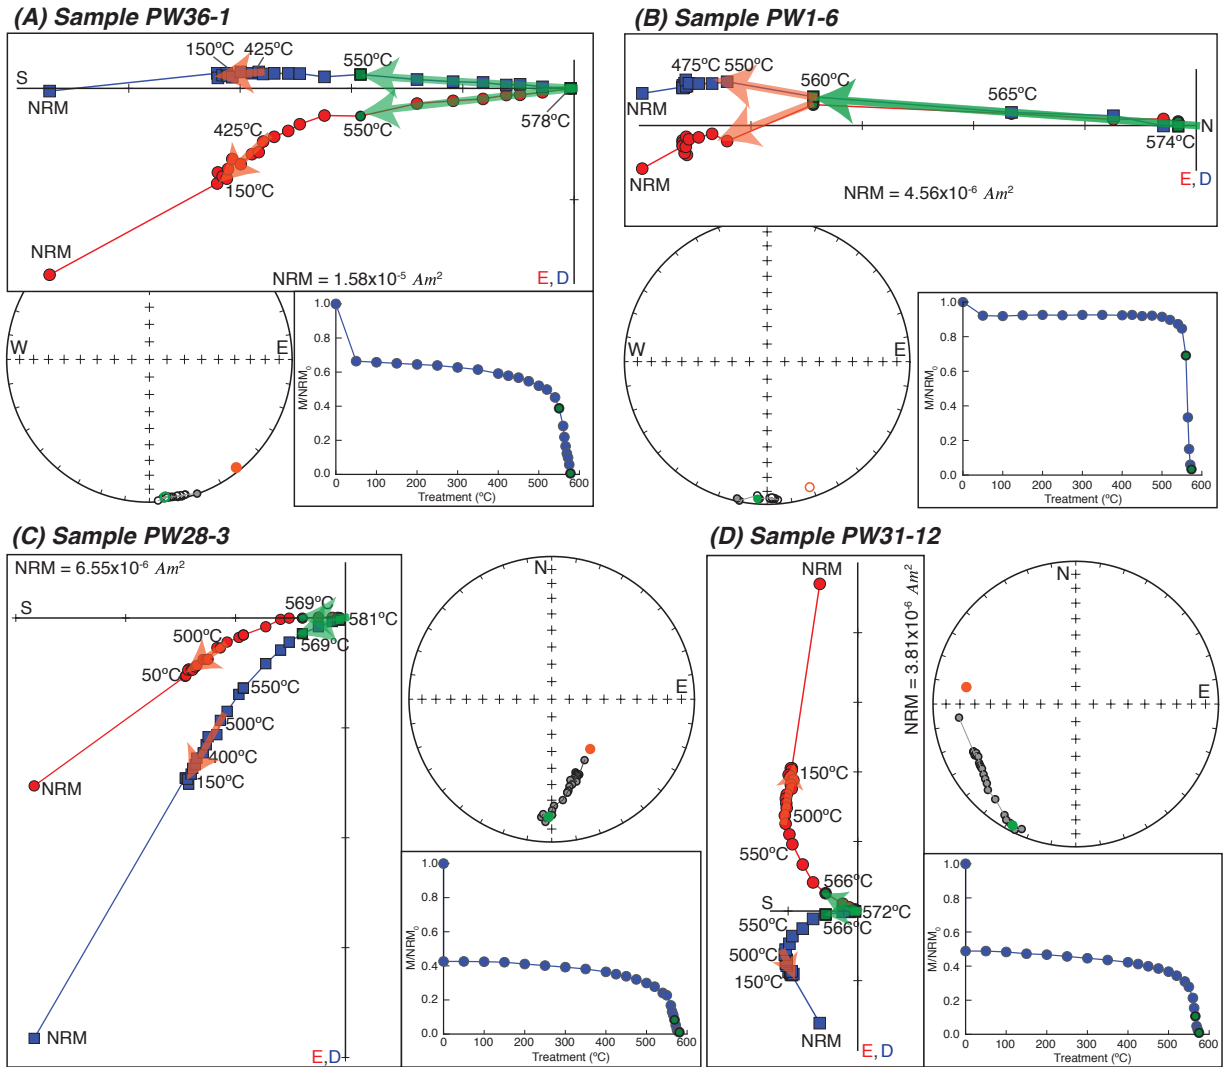 (A) Sample PW36-1
S
150ºC
425ºC
550ºC
NRM
425ºC
550ºC
578ºC
150ºC
NRM
NRM = 1.58x10-5 Am2
E, D
W
E
1.0
0.8
0.6
0.4
0.2
0.0
M/NRM0
0
100
200
300
400
500
600
Treatment (ºC)
(B) Sample PW1-6
475ºC
550ºC
560ºC
565ºC
NRM
N
574ºC
NRM
NRM = 4.56x10-6 Am2
E, D
W
E
1.0
0.8
0.6
0.4
0.2
0.0
M/NRM0
0
100
200
300
400
500
600
Treatment (ºC)
(C) Sample PW28-3
NRM = 6.55x10-6 Am2
S
569ºC
581ºC
500ºC
569ºC
50ºC
550ºC
500ºC
400ºC
150ºC
NRM
NRM
E,D
N
E
1.0
0.8
0.6
0.4
0.2
0.0
M/NRM0
0
100
200
300
400
500
600
Treatment (ºC)
(D) Sample PW31-12
NRM
NRM = 3.81x10-6 Am2
150ºC
500ºC
550ºC
566ºC
S
572ºC
550ºC
566ºC
500ºC
150ºC
NRM
E, D
N
E
1.0
0.8
0.6
0.4
0.2
0.0
M/NRM0
0
100
200
300
400
500
600
Treatment (ºC)